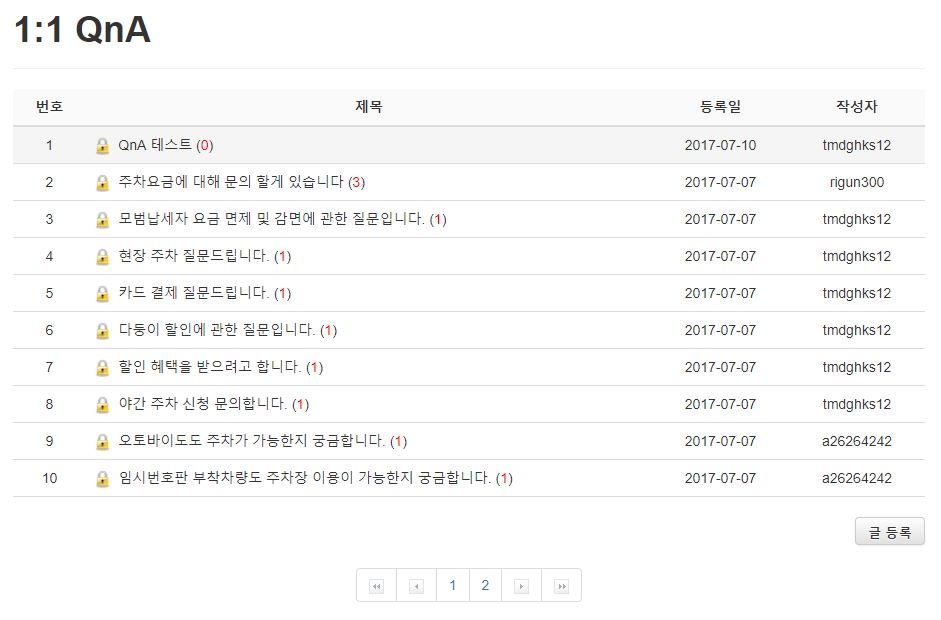 1:1 QnA
번호 제목 등록일 작성자
1 QnA 테스트 (0) 2017-07-10 tmdghks12
2 주차요금에 대해 문의 할게 있습니다 (3) 2017-07-07 rigun300
3 모범납세자 요금 면제 및 감면에 관한 질문입니다. (1) 2017-07-07 tmdghks12
4 현장 주차 질문드립니다. (1) 2017-07-07 tmdghks12
5 카드 결제 질문드립니다. (1) 2017-07-07 tmdghks12
6 다둥이 할인에 관한 질문입니다. (1) 2017-07-07 tmdghks12
7 할인 혜택을 받으려고 합니다. (1) 2017-07-07 tmdghks12
8 야간 주차 신청 문의합니다. (1) 2017-07-07 tmdghks12
9 오토바이도도 주차가 가능한지 궁금합니다. (1) 2017-07-07 a26264242
10 임시번호판 부착차량도 주차장 이용이 가능한지 궁금합니다. (1) 2017-07-07 a26264242
글 등록
1 2